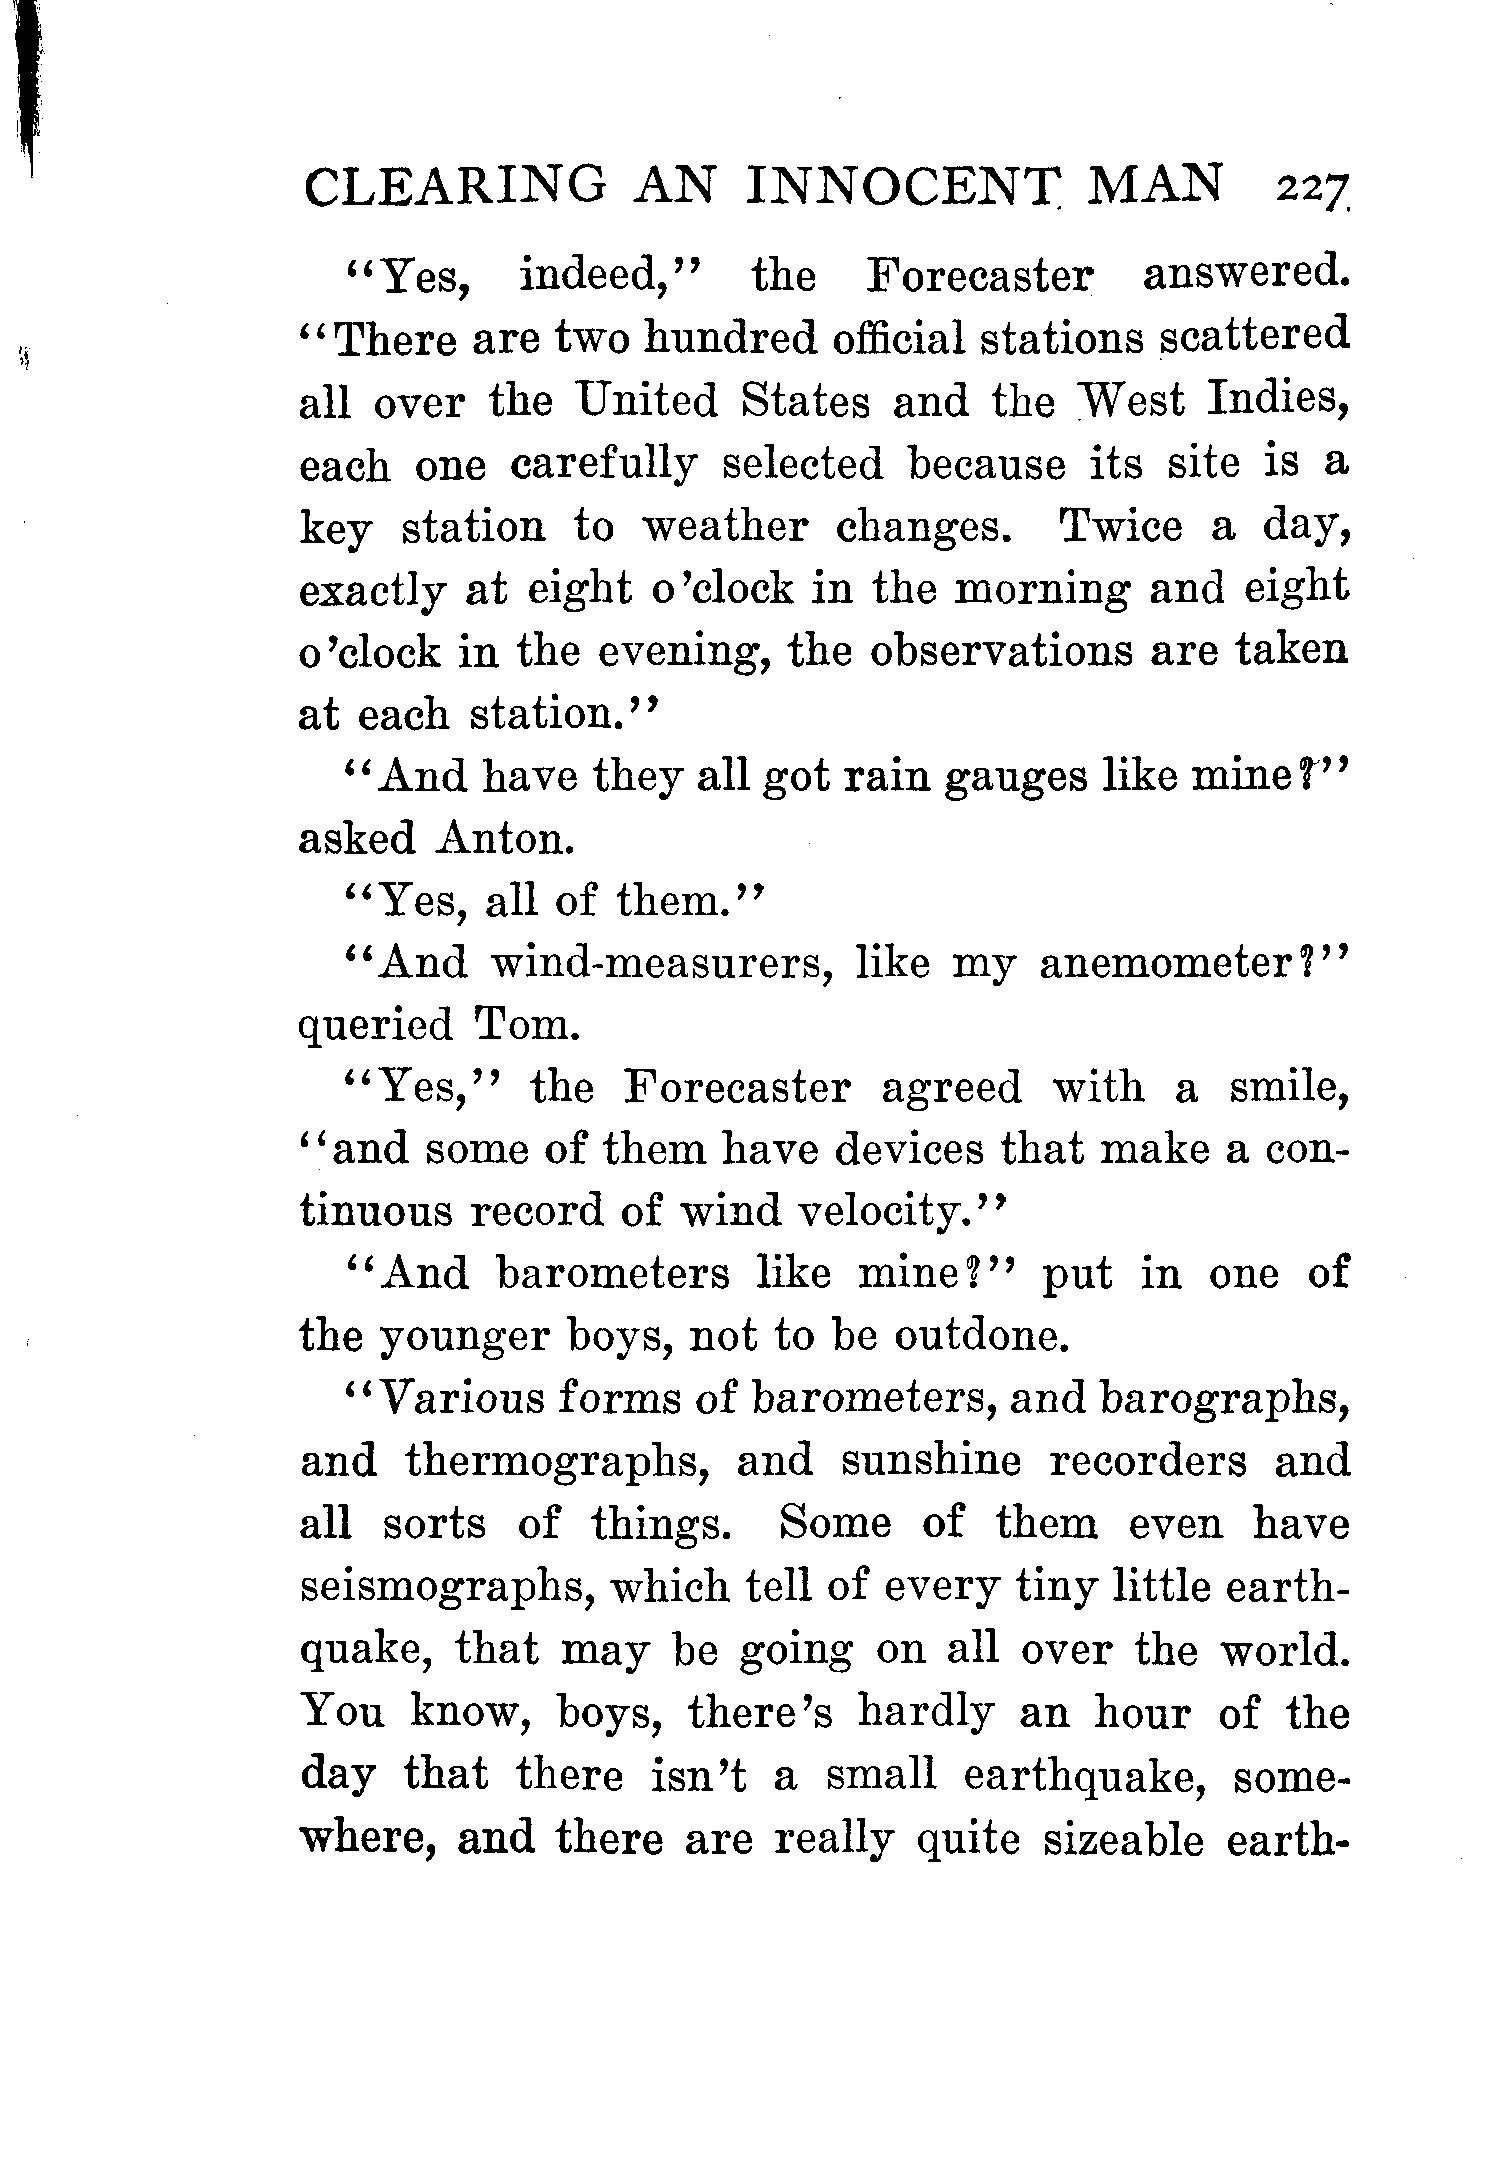 CLEARING AN INNOCENT MAN 227
"Yes, indeed," the Forecaster answered.
"There are two hundred official stations scattered
all over the United States and the West Indies,
each one carefully selected because its site is a
key station to weather changes. Twice a day,
exactly at eight o'clock in the morning and eight
o'clock in the evening, the observations are taken
at each station."
"And have they all got rain gauges like mine?"
asked Anton.
"Yes, all of them."
"And wind-measurers, like my anemometer?"
queried Tom.
"Yes," the Forecaster agreed with a smile,
"and some of them have devices that make a con-
tinuous record of wind velocity."
"And barometers like mine?" put in one of
the younger boys, not to be outdone.
"Various forms of barometers, and barographs,
and thermographs, and sunshine recorders and
all sorts of things. Some of them even have
seismographs, which tell of every tiny little earth-
quake, that may be going on all over the world.
You know, boys, there's hardly an hour of the
day that there isn't a small earthquake, some-
where, and there are really quite sizeable earth-